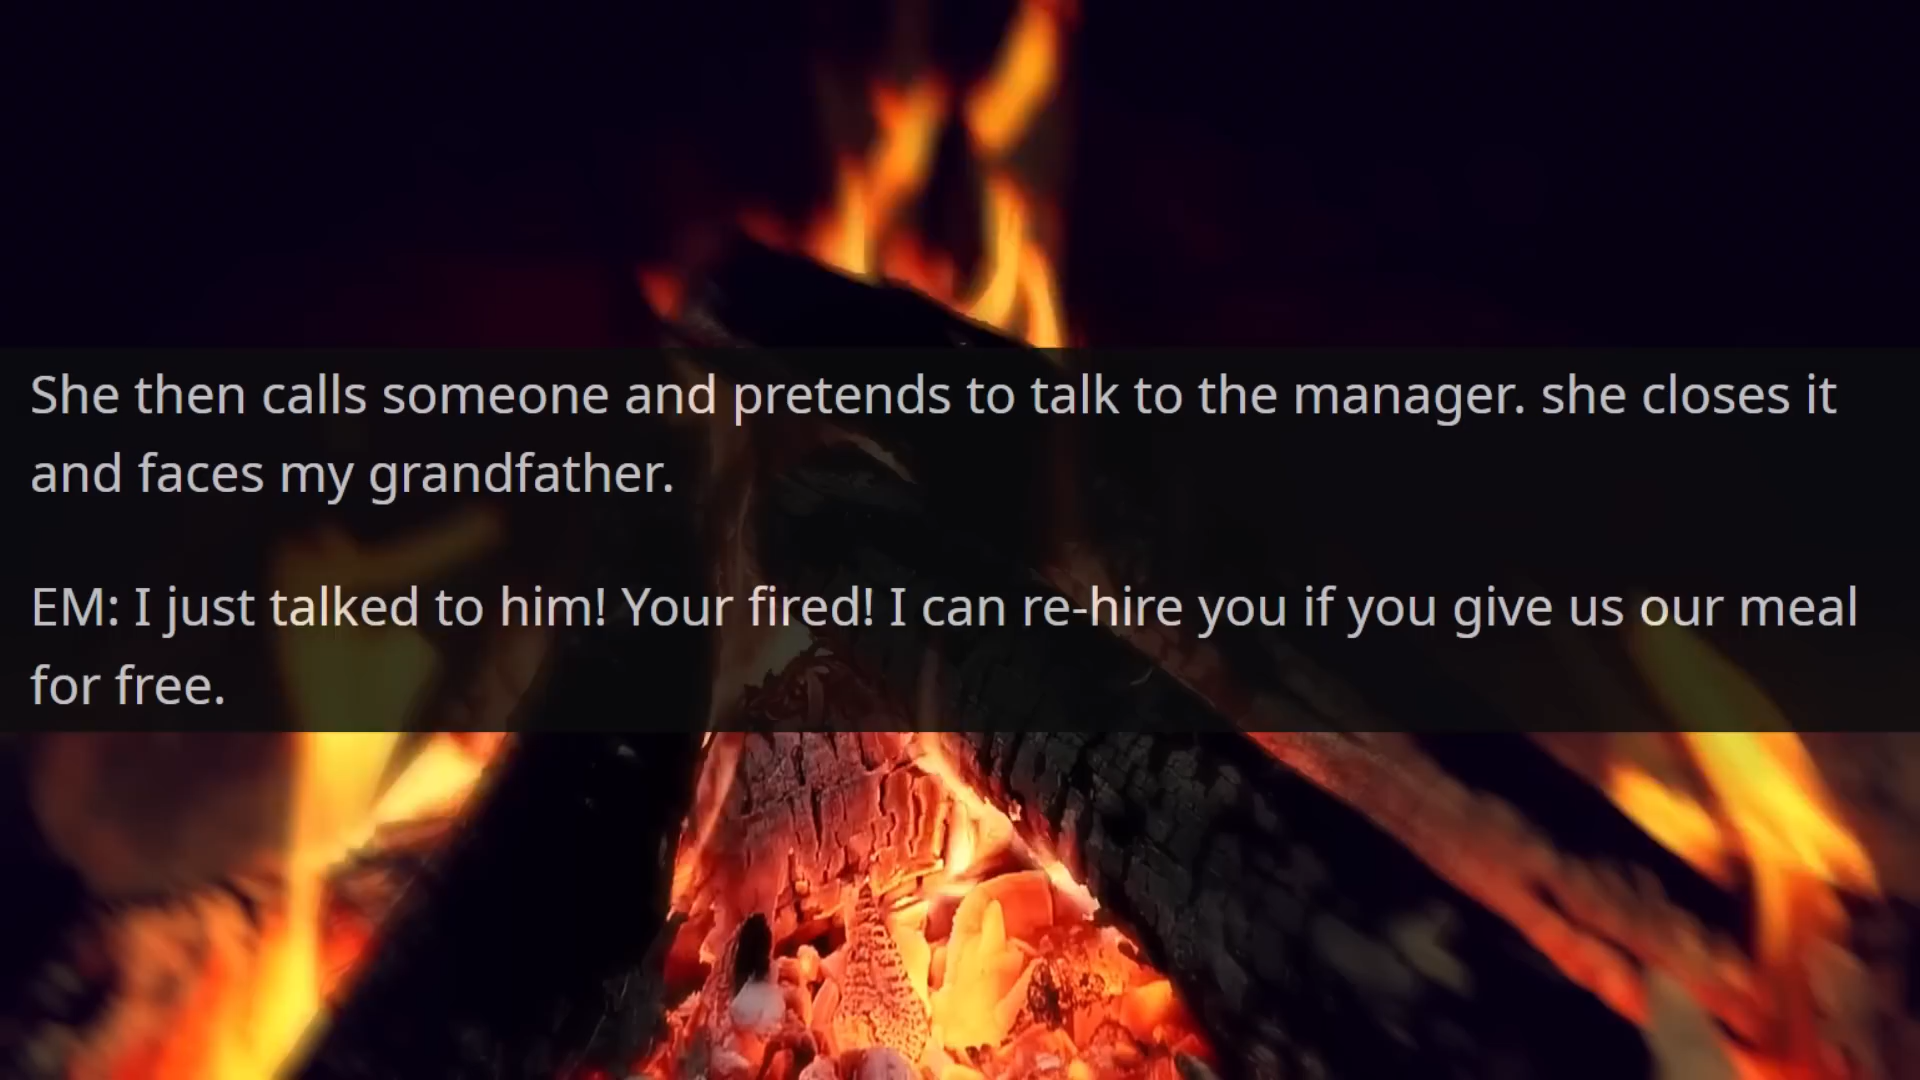 She then calls someone and pretends to talk to the manager. she closes it
and faces my grandfather.
EM: I just talked to him! Your fired! I can re-hire you if you give us our meal
for free.